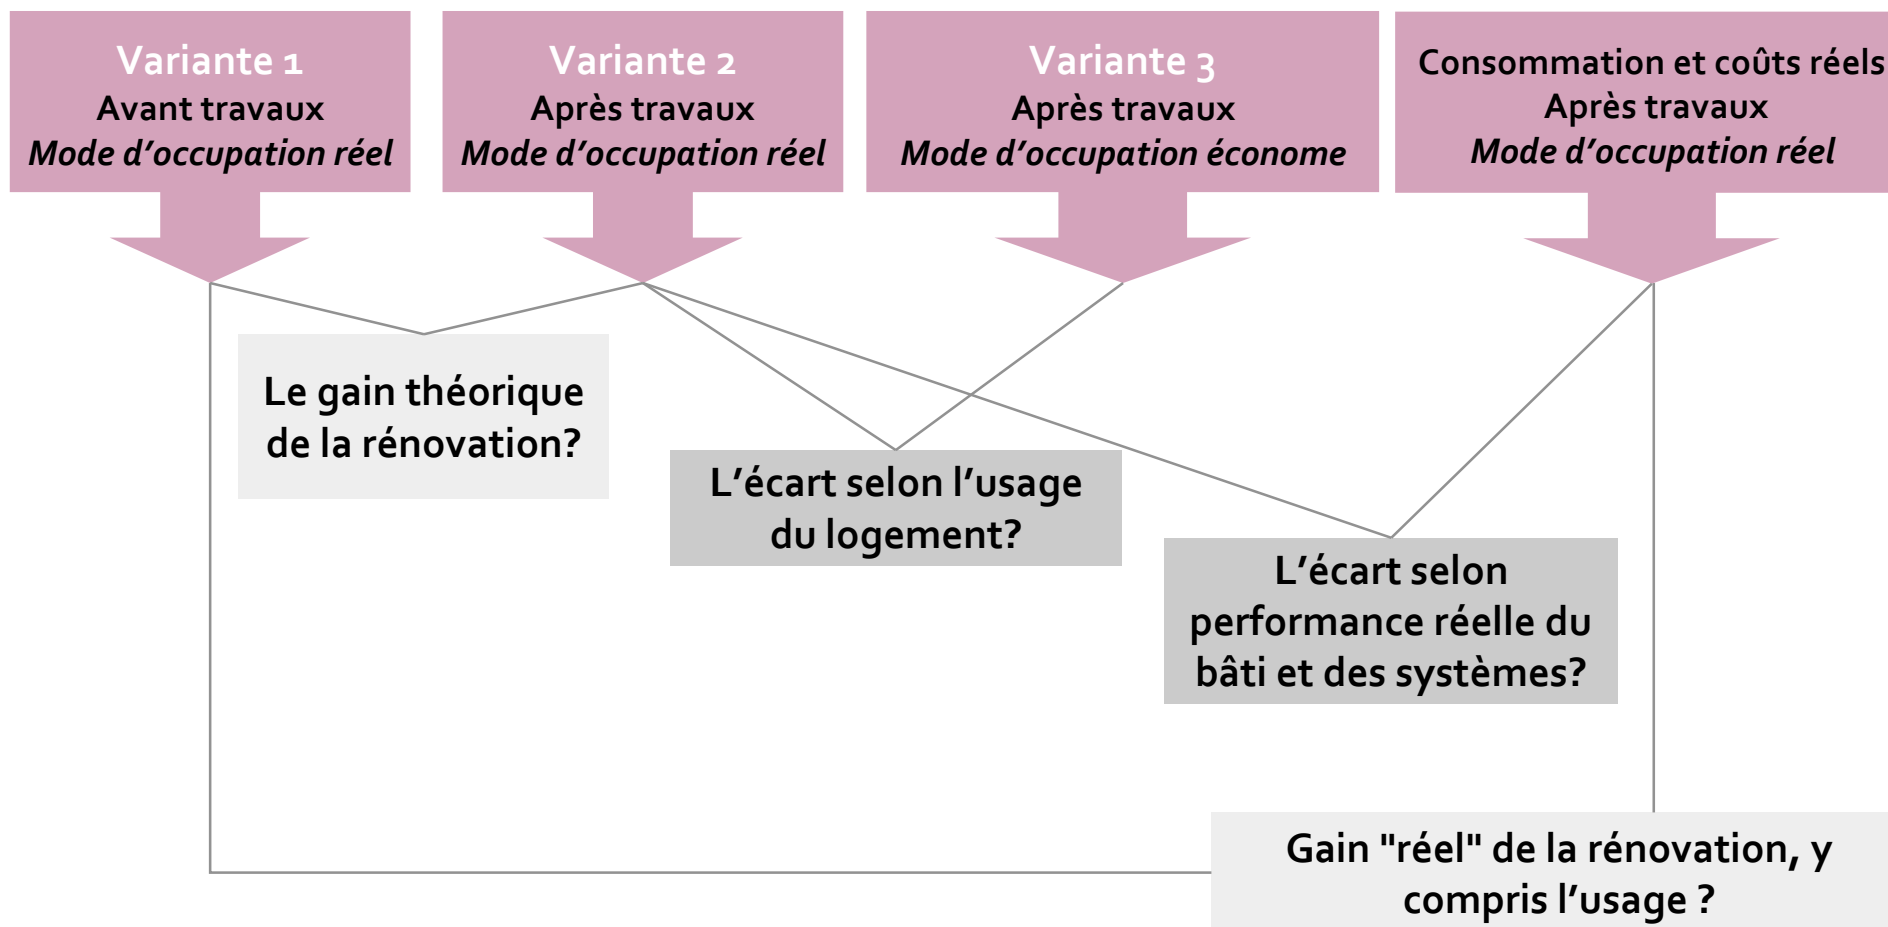 Variante 1
Avant travaux
Mode d’occupation réel
Variante 2
Après travaux
Mode d’occupation réel
Variante 3
Après travaux
Mode d’occupation économe
Consommation et coûts réels
Après travaux
Mode d’occupation réel
Le gain théorique
de la rénovation?
L’écart selon l’usage
du logement?
L’écart selon
performance réelle du
bâti et des systèmes?
Gain "réel" de la rénovation, y
compris l’usage ?